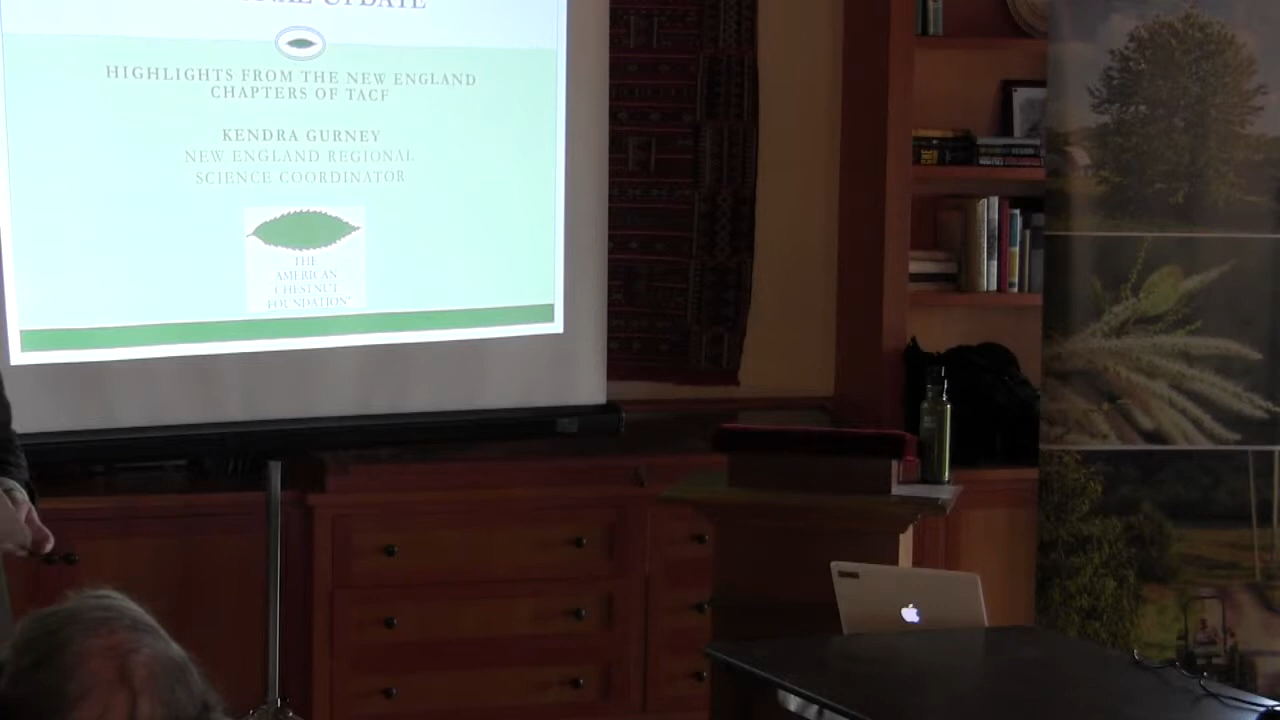 UPDATE
HIGHLIGHTS FROM THE NEW ENGLAND
CHAPTERS OF TACF
KENDRA GURNEY
NEW ENGLAND REGIONAL
SCIENCE COORDINATOR
THE
AMERICAN
CHESTNUT
FOUNDATION®